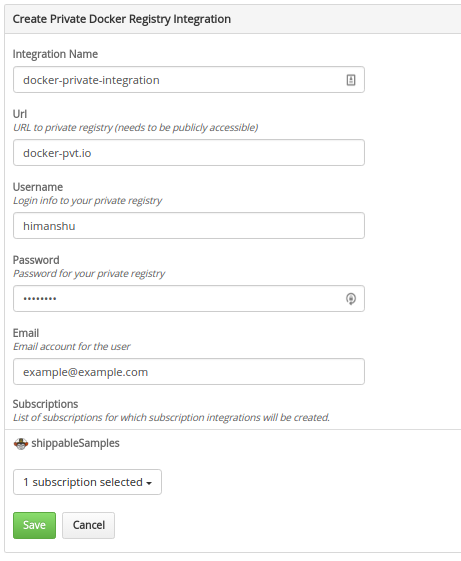 Create Private Docker Registry Integration
Integration Name
docker-private-integration
Url
URL to private registry (needs to be publicly accessible)
docker-pvt.io
Username
Login info to your private registry
himanshu
Password
Password for your private registry
••••••••
Email
Email account for the user
example@example.com
Subscriptions
List of subscriptions for which subscription integrations will be created.
shippableSamples
1 subscription selected
Save Cancel